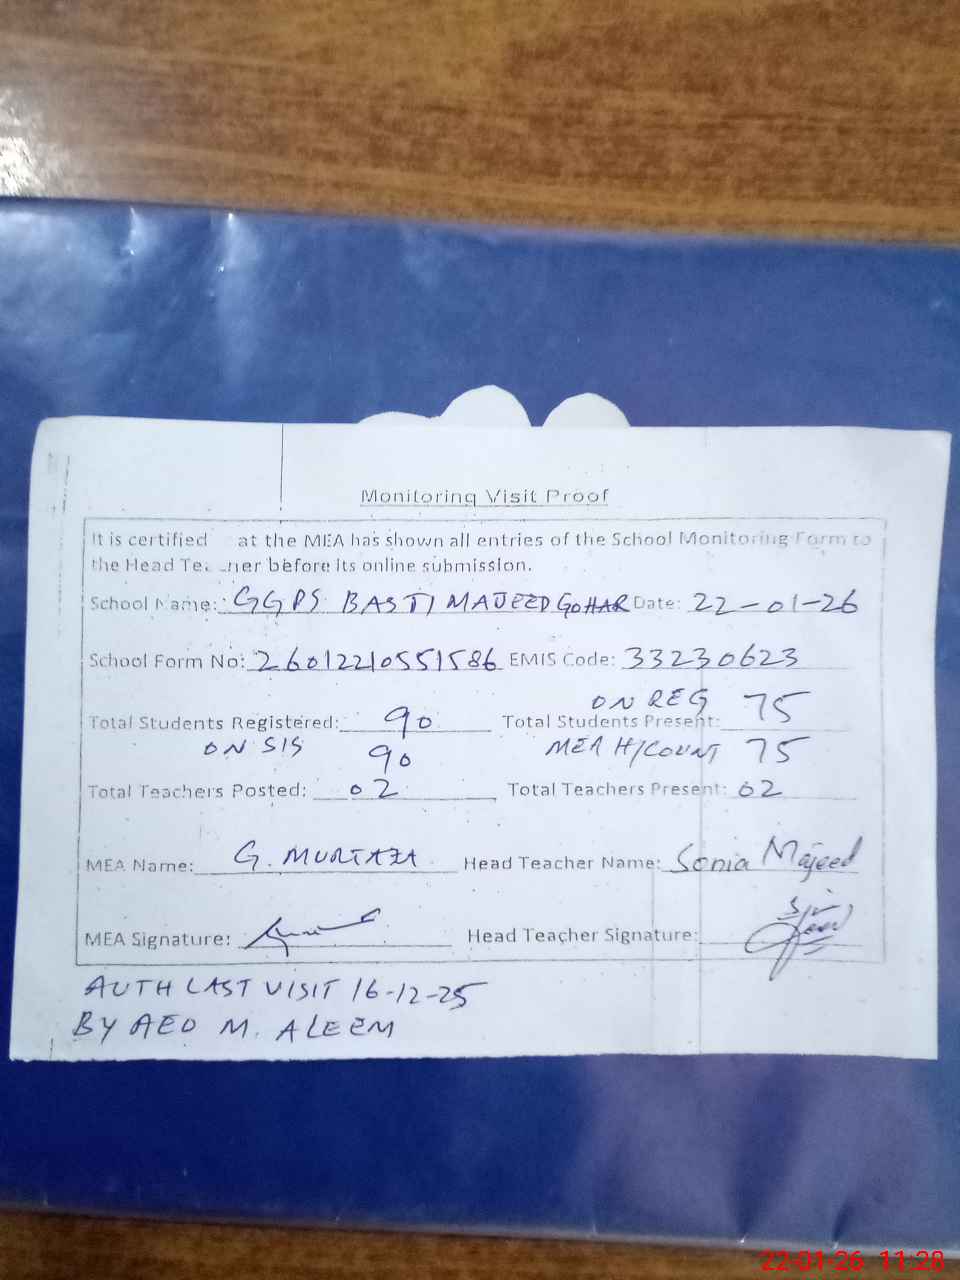 Monitoring Visit Proof
It is certified at the MEA has shown all entries of the School Monitoring Form to
the Head Teacher before its online submission.
School Name: GGPS BASTI MAJEED GOHAR Date: 22-01-26
School Form No: 26012210551586 EMIS Code: 33230623
ON REG 75
Total Students Registered: 90 Total Students Present:
ON SIS 90 MEA H/COUNT 75
Total Teachers Posted: 02 Total Teachers Present: 02
MEA Name: G. MURTAZA Head Teacher Name: Sonia Majeed
MEA Signature: Head Teacher Signature:
AUTH LAST VISIT 16-12-25
BY AEO M. ALEEM
22-01-26 11:28